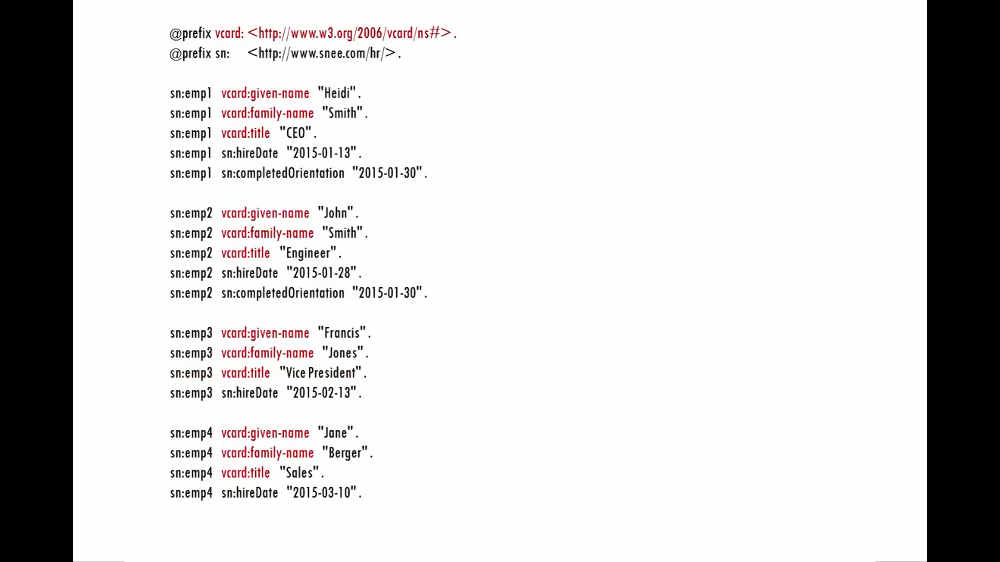 @prefix vcard: <http://www.w3.org/2006/vcard/ns#> .
@prefix sn: <http://www.snee.com/hr/> .
sn:emp1 vcard:given-name "Heidi" .
sn:emp1 vcard:family-name "Smith" .
sn:emp1 vcard:title "CEO" .
sn:emp1 sn:hireDate "2015-01-13" .
sn:emp1 sn:completedOrientation "2015-01-30" .
sn:emp2 vcard:given-name "John" .
sn:emp2 vcard:family-name "Smith" .
sn:emp2 vcard:title "Engineer" .
sn:emp2 sn:hireDate "2015-01-28" .
sn:emp2 sn:completedOrientation "2015-01-30" .
sn:emp3 vcard:given-name "Francis" .
sn:emp3 vcard:family-name "Jones" .
sn:emp3 vcard:title "Vice President" .
sn:emp3 sn:hireDate "2015-02-13" .
sn:emp4 vcard:given-name "Jane" .
sn:emp4 vcard:family-name "Berger" .
sn:emp4 vcard:title "Sales" .
sn:emp4 sn:hireDate "2015-03-10" .